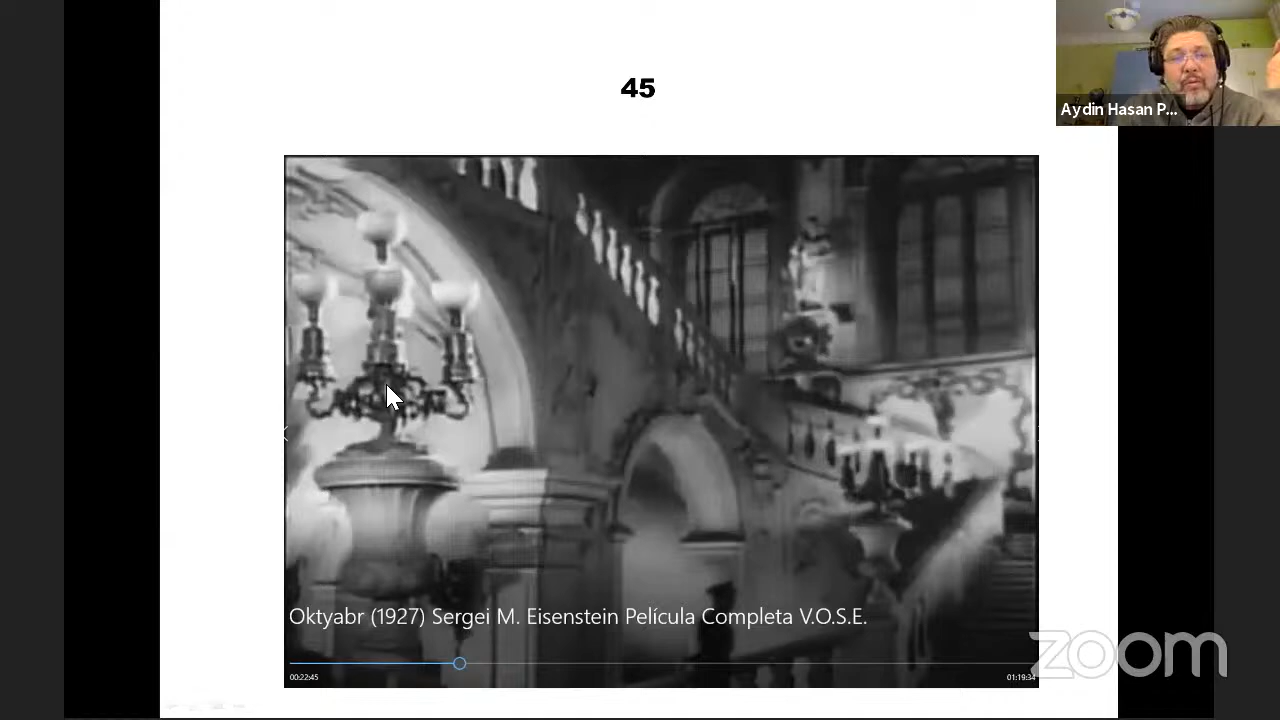 45
Aydin Hasan P...
Oktyabr (1927) Sergei M. Eisenstein Película Completa V.O.S.E.
00:22:45
01:19:34
zoom